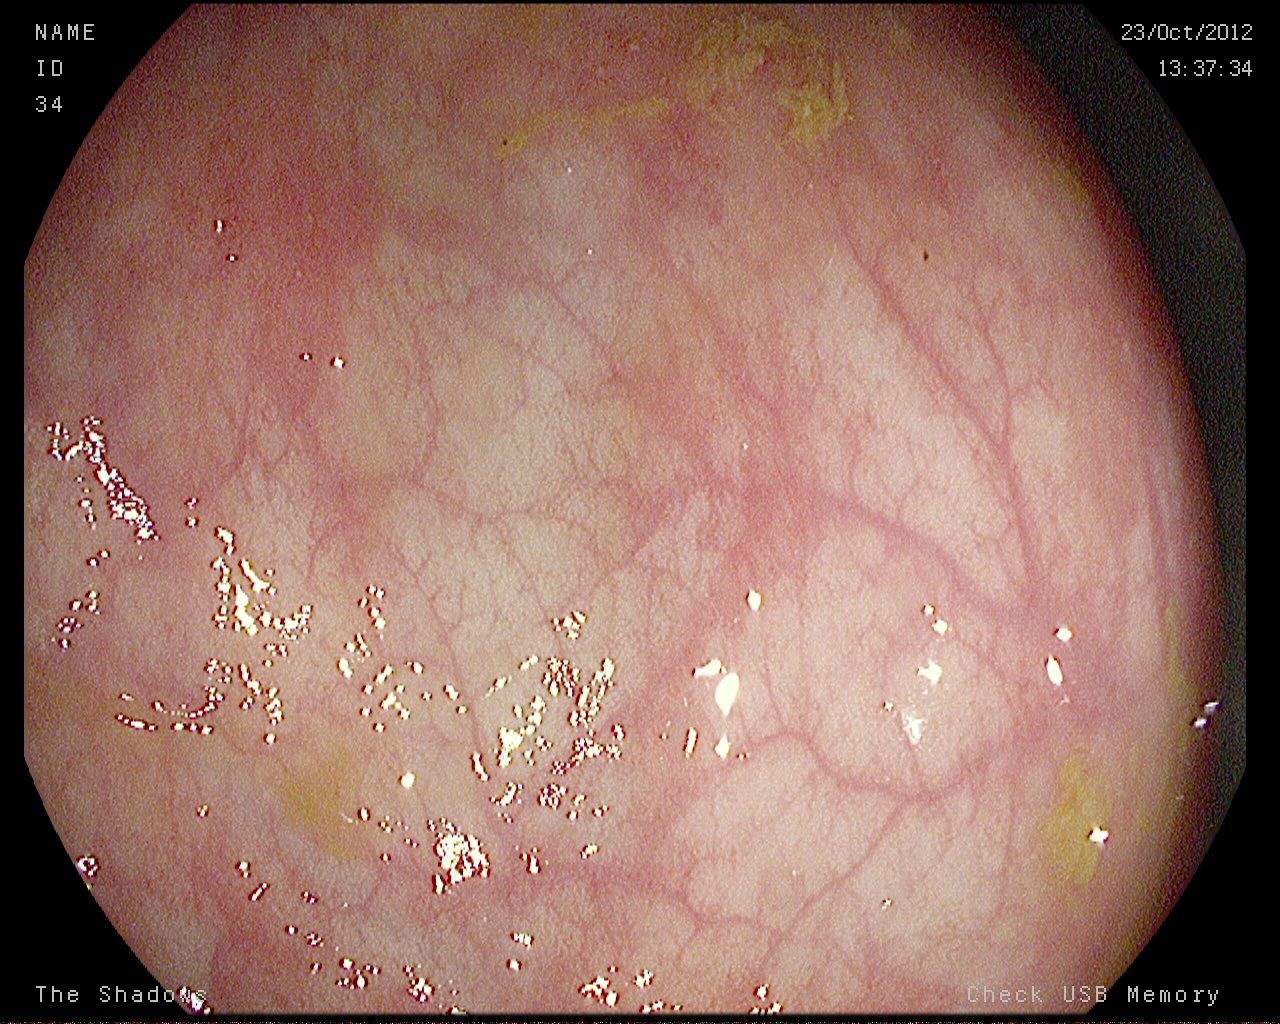 NAME
23/Oct/2012
ID
13:37:34
34
The Shadows
Check USB Memory